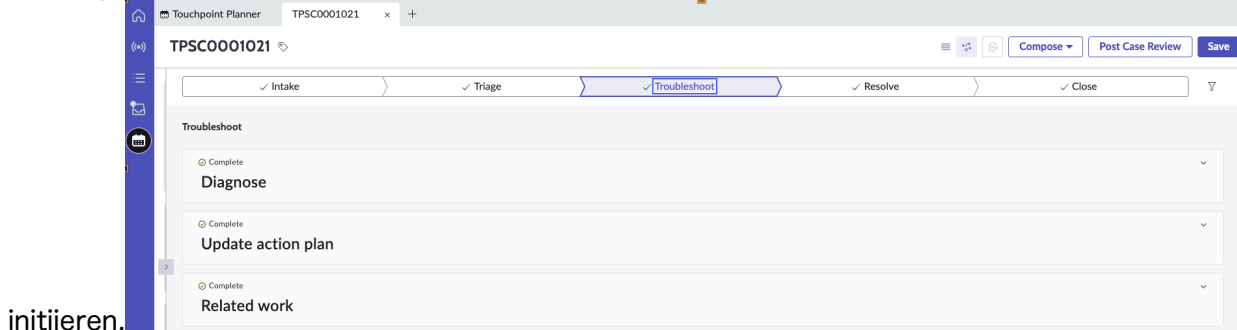 Touchpoint Planner TPSC0001021
TPSC0001021 Compose Post Case Review Save
Intake Triage Troubleshoot Resolve Close
Troubleshoot
Complete
Diagnose
Complete
Update action plan
Complete
Related work
initiieren.